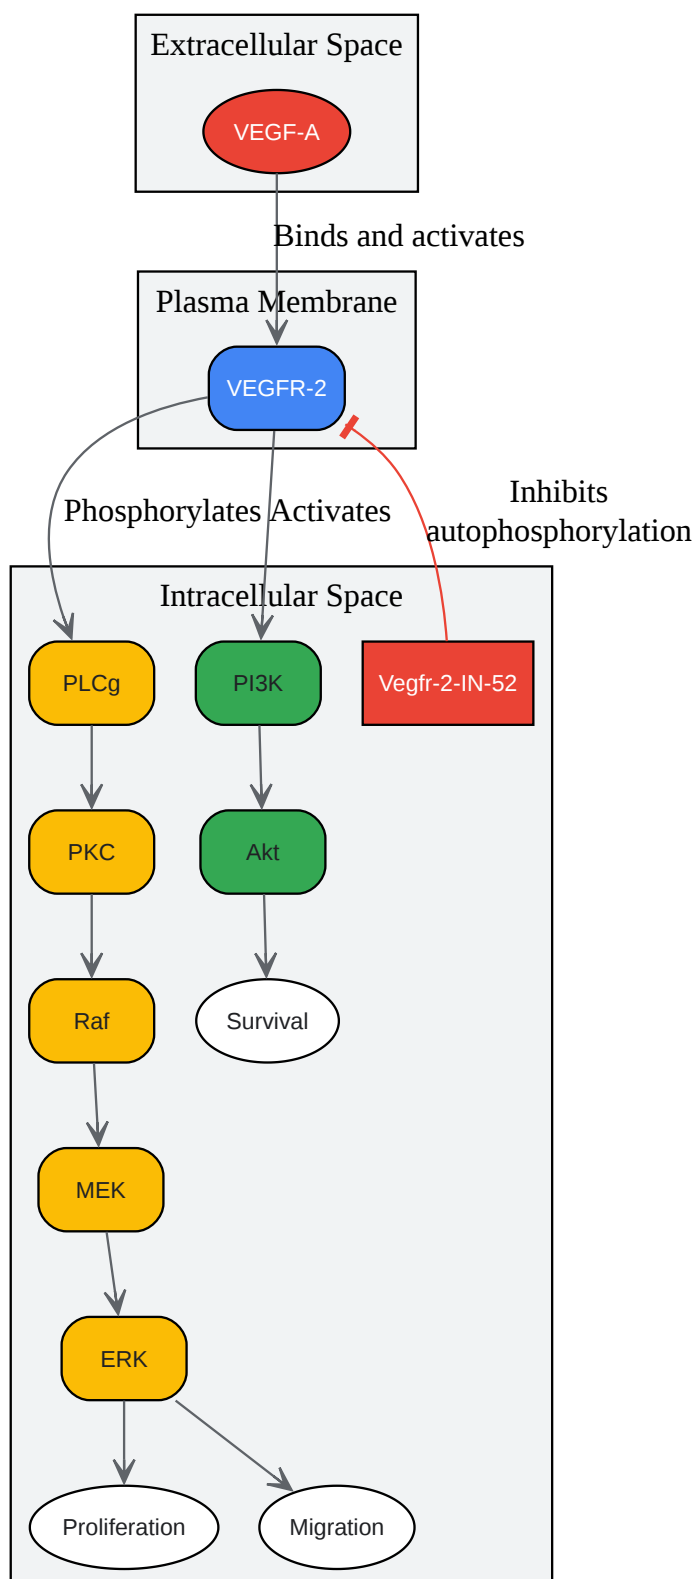 Extracellular Space
VEGF-A
Binds and activates
Plasma Membrane
VEGFR-2
Phosphorylates
Activates
Inhibits
autophosphorylation
Intracellular Space
PLCg
PI3K
Vegfr-2-IN-52
PKC
Akt
Raf
Survival
MEK
ERK
Proliferation
Migration